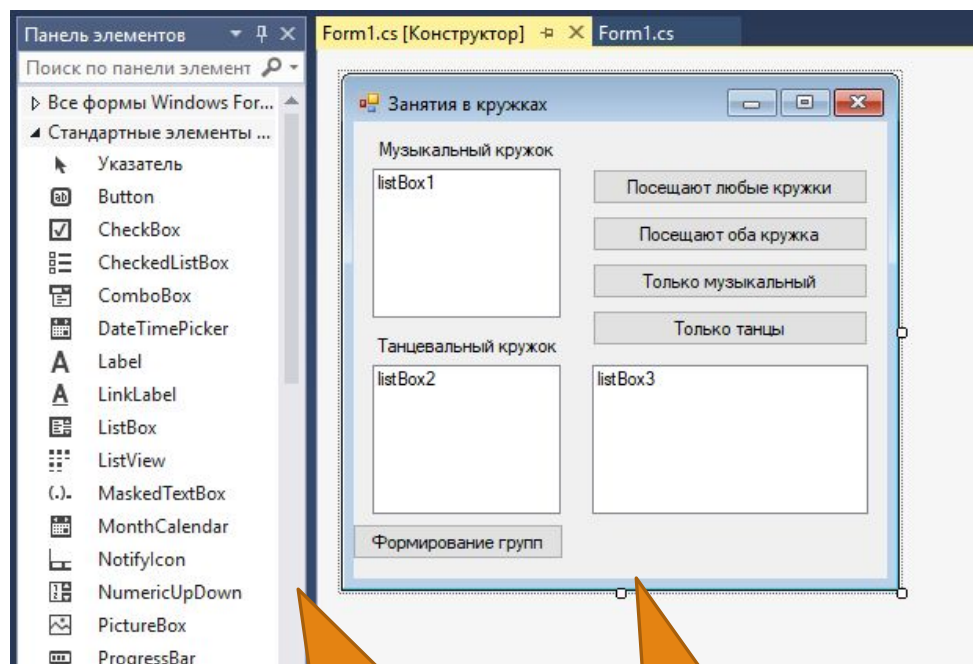 Панель элементов
Поиск по панели элемент
Все формы Windows For...
Стандартные элементы ...
Указатель
Button
CheckBox
CheckedListBox
ComboBox
DateTimePicker
Label
LinkLabel
ListBox
ListView
MaskedTextBox
MonthCalendar
NotifyIcon
NumericUpDown
PictureBox
ProgressBar
Form1.cs [Конструктор] Form1.cs
Занятия в кружках
Музыкальный кружок
listBox1
Посещают любые кружки
Посещают оба кружка
Только музыкальный
Только танцы
Танцевальный кружок
listBox2
listBox3
Формирование групп